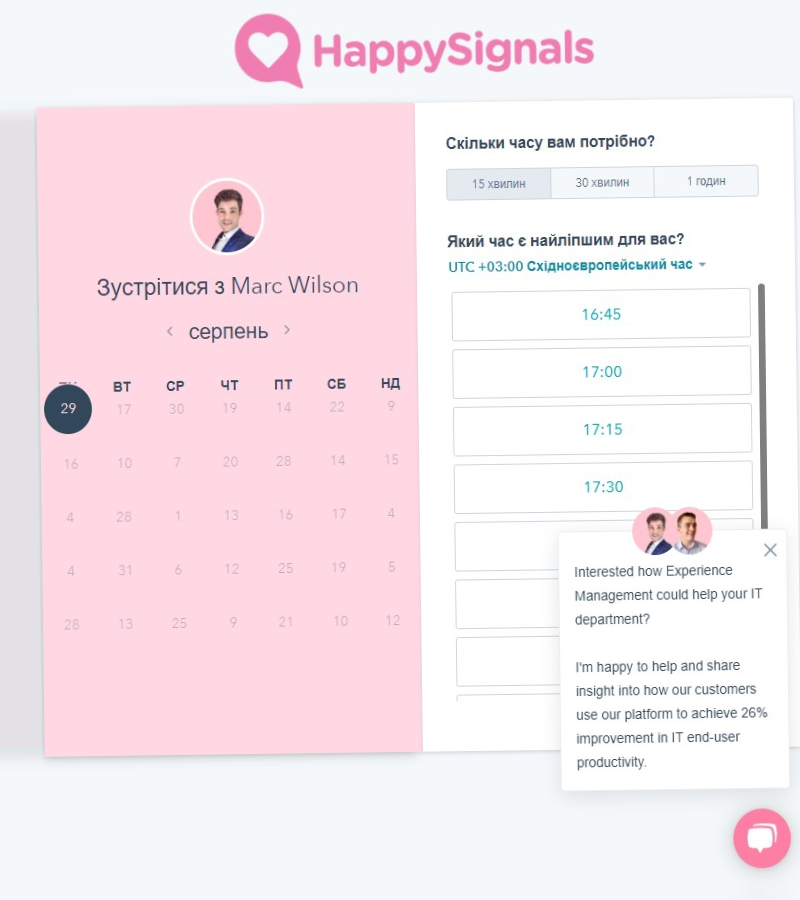 HappySignals
Зустрітися з Marc Wilson
серпень
ВТ СР ЧТ ПТ СБ НД
29 17 30 19 14 22 9
16 10 7 20 28 14 15
4 28 1 13 16 17 4
4 31 6 12 25 19 5
28 13 25 9 21 10 12
Скільки часу вам потрібно?
15 хвилин 30 хвилин 1 годин
Який час є найліпшим для вас?
UTC +03:00 Східноєвропейський час
16:45
17:00
17:15
17:30
Interested how Experience
Management could help your IT
department?
I'm happy to help and share
insight into how our customers
use our platform to achieve 26%
improvement in IT end-user
productivity.